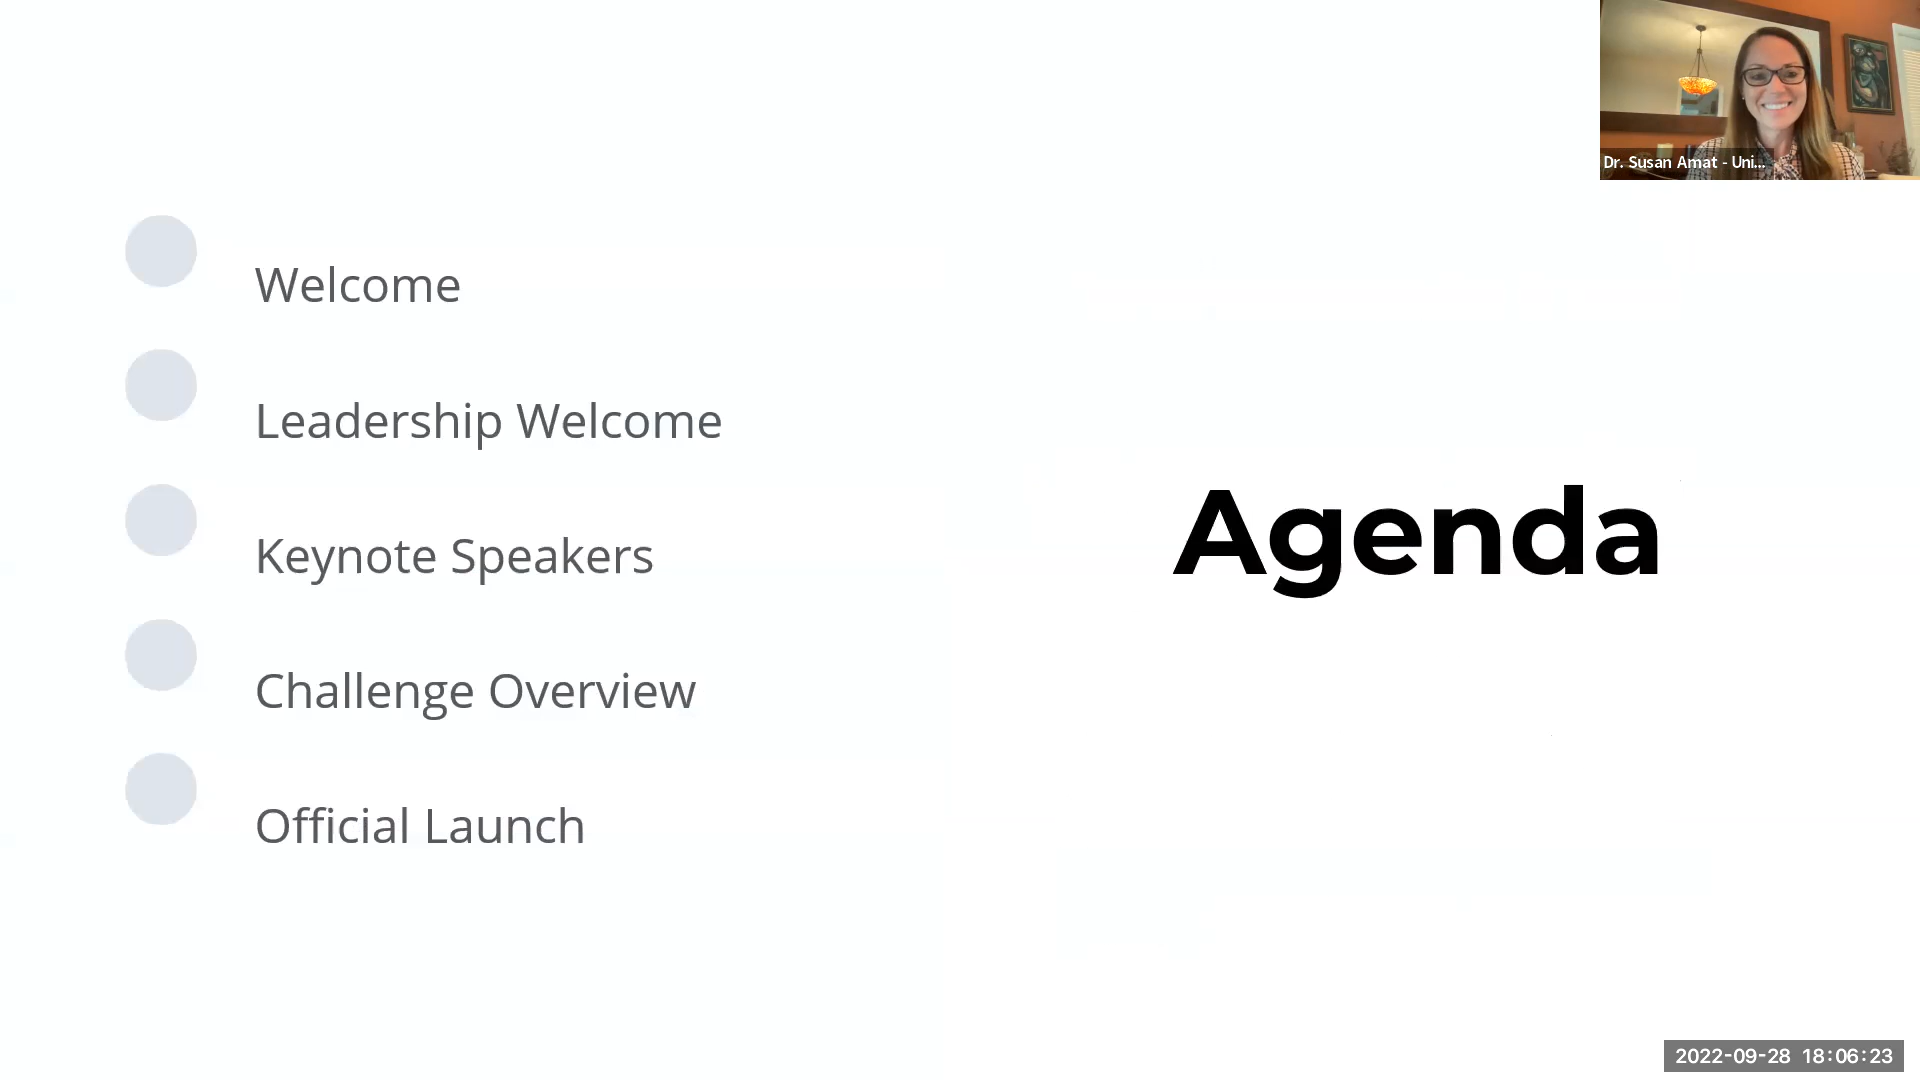 Dr. Susan Amat - Uni...
Welcome
Leadership Welcome
Keynote Speakers
Challenge Overview
Official Launch
Agenda
2022-09-28 18:06:23